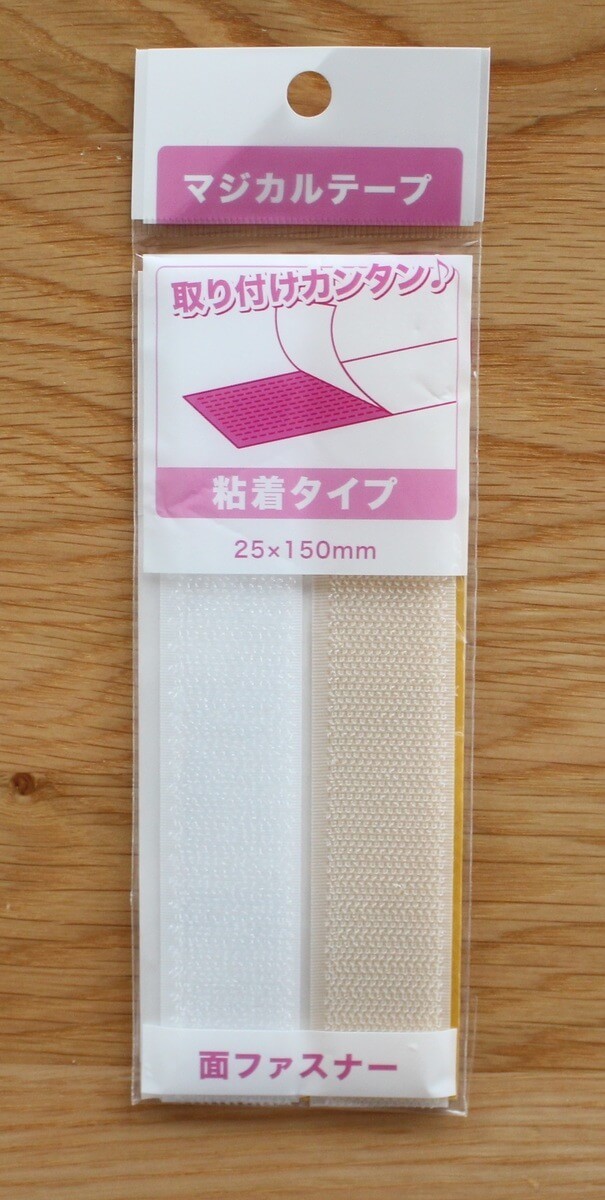 マジカルテープ
取り付けカンタン♪
粘着タイプ
25×150mm
面ファスナー